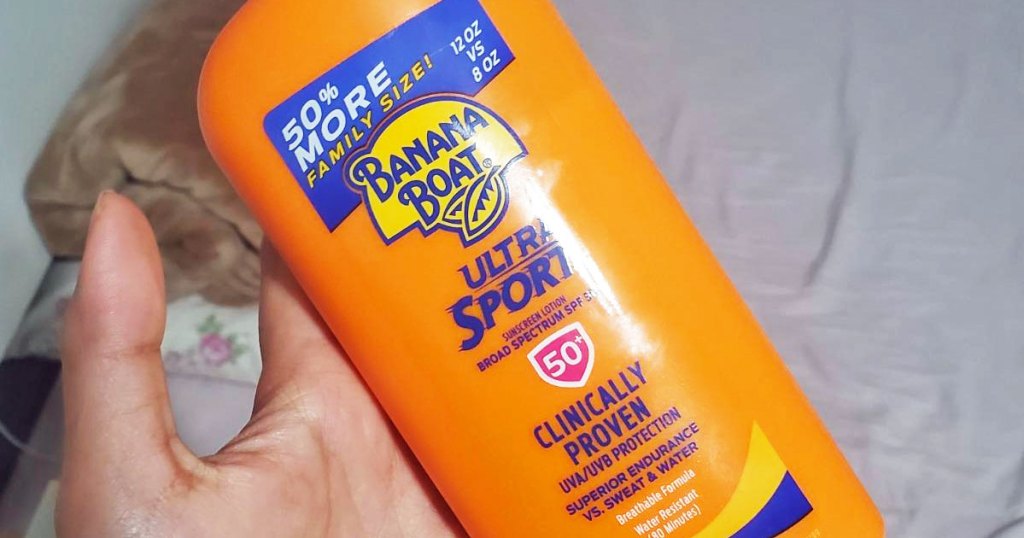 50%
MORE
FAMILY SIZE!
12 OZ
VS
8 OZ
BANANA
BOAT®
ULTRA
SPORT
SUNSCREEN LOTION
BROAD SPECTRUM SPF 50+
50+
CLINICALLY
PROVEN
UVA/UVB PROTECTION
SUPERIOR ENDURANCE
VS. SWEAT & WATER
Breathable Formula
Water Resistant
(80 Minutes)